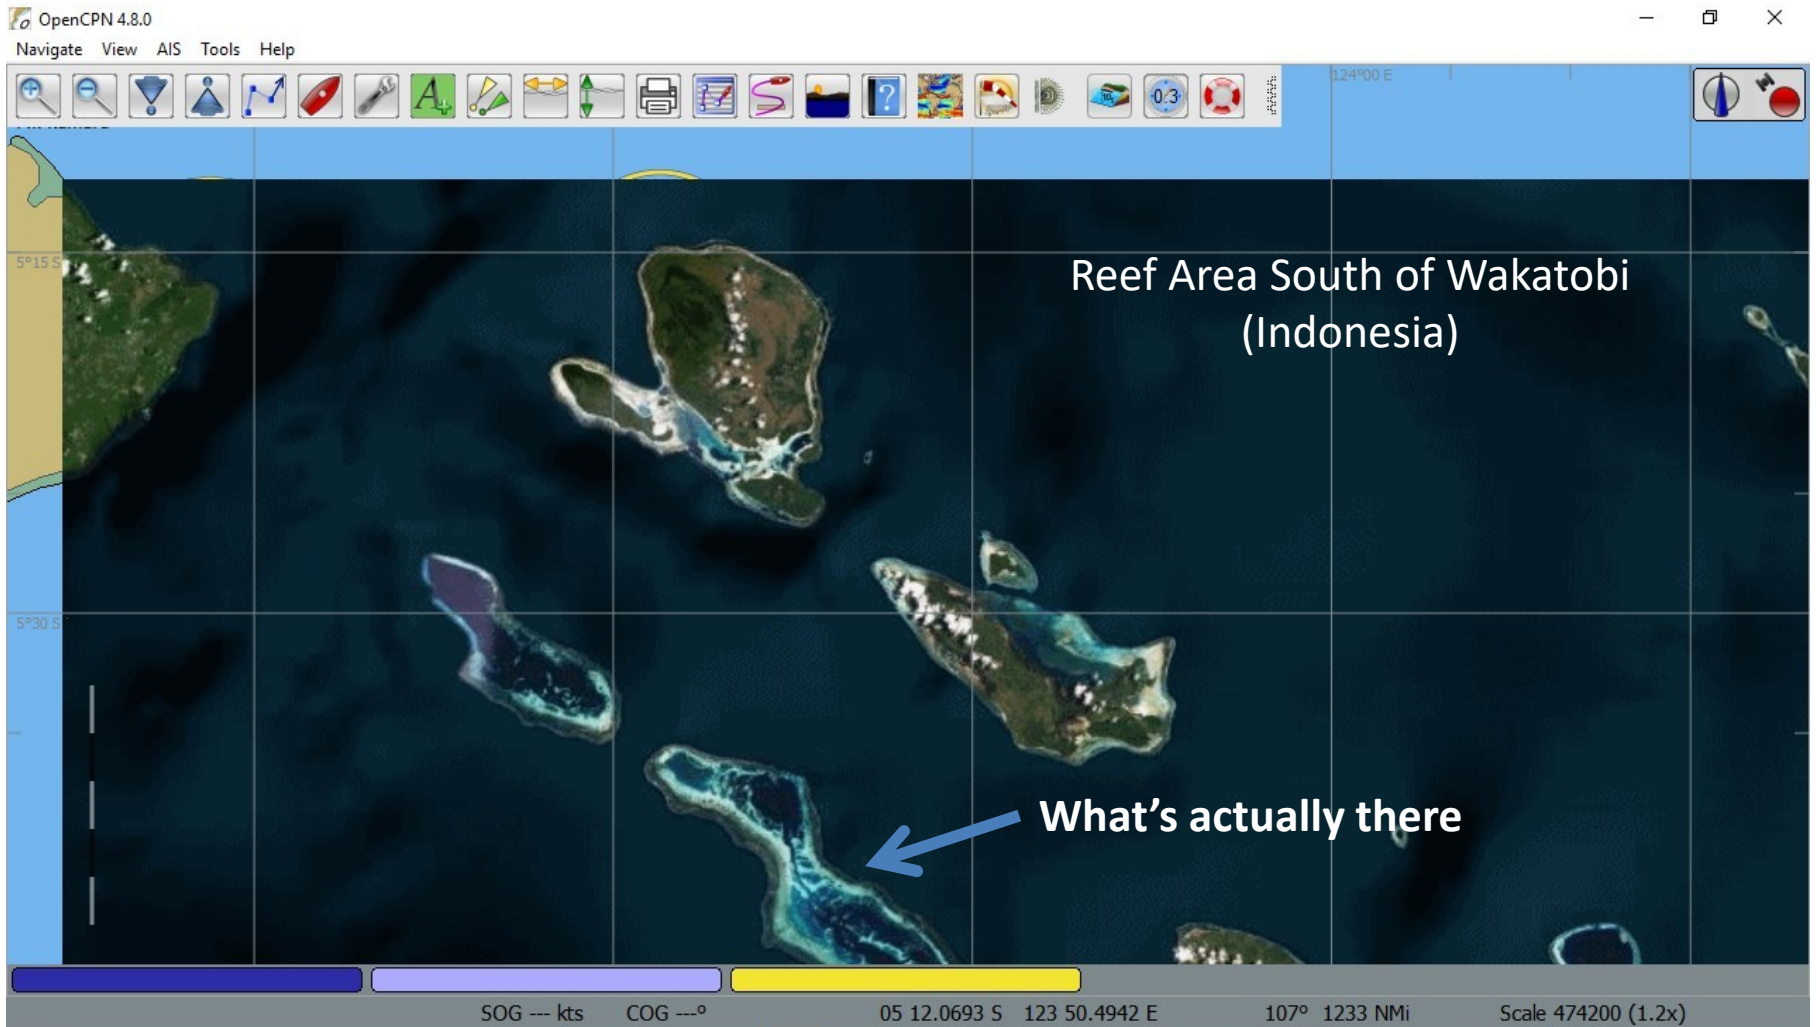 OpenCPN 4.8.0
Navigate View AIS Tools Help
124°00 E
5°15 S
Reef Area South of Wakatobi
(Indonesia)
5°30 S
What's actually there
SOG --- kts COG ---° 05 12.0693 S 123 50.4942 E 107° 1233 NMi Scale 474200 (1.2x)